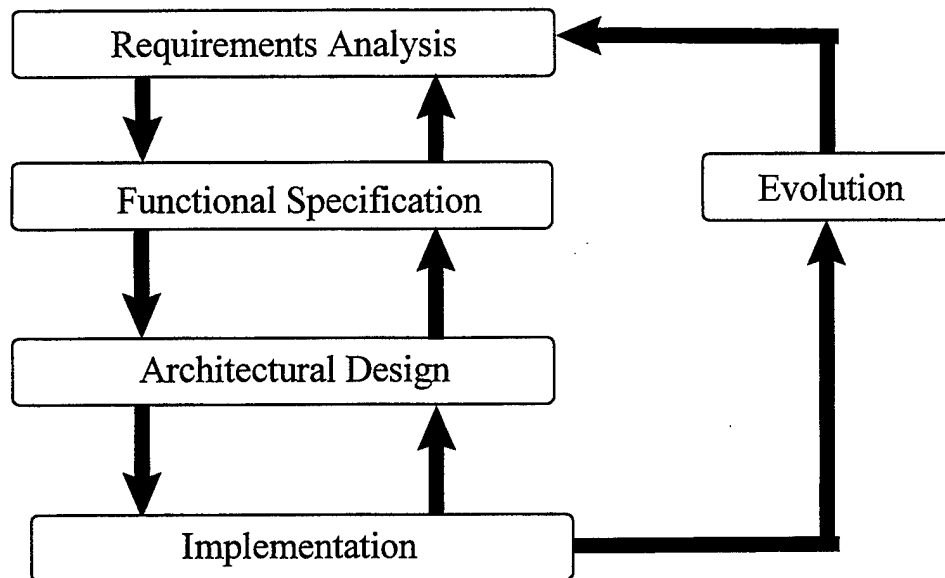 Requirements Analysis
Functional Specification
Evolution
Architectural Design
Implementation